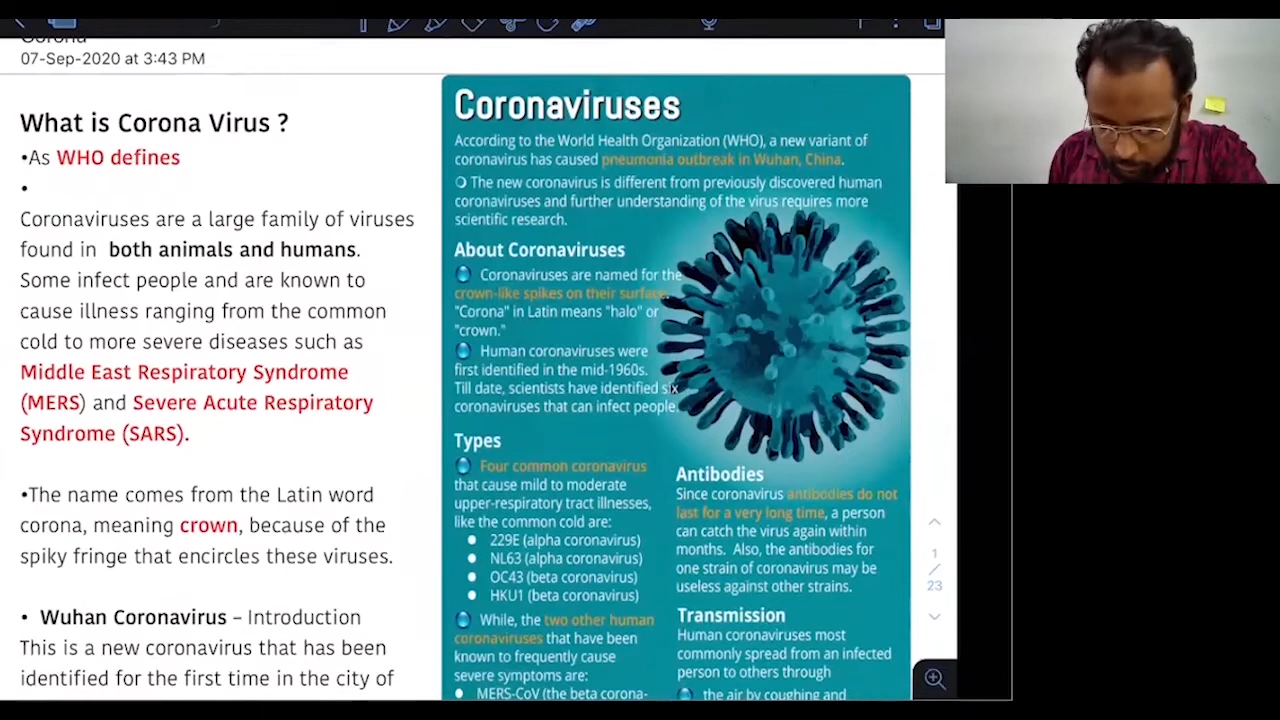 Corona
07-Sep-2020 at 3:43 PM
What is Corona Virus ?
•As WHO defines
•
Coronaviruses are a large family of viruses
found in both animals and humans.
Some infect people and are known to
cause illness ranging from the common
cold to more severe diseases such as
Middle East Respiratory Syndrome
(MERS) and Severe Acute Respiratory
Syndrome (SARS).
•The name comes from the Latin word
corona, meaning crown, because of the
spiky fringe that encircles these viruses.
• Wuhan Coronavirus – Introduction
This is a new coronavirus that has been
identified for the first time in the city of
Coronaviruses
According to the World Health Organization (WHO), a new variant of
coronavirus has caused pneumonia outbreak in Wuhan, China.
The new coronavirus is different from previously discovered human
coronaviruses and further understanding of the virus requires more
scientific research.
About Coronaviruses
Coronaviruses are named for the
crown-like spikes on their surface.
"Corona" in Latin means "halo" or
"crown."
Human coronaviruses were
first identified in the mid-1960s.
Till date, scientists have identified six
coronaviruses that can infect people.
Types
Four common coronavirus
that cause mild to moderate
upper-respiratory tract illnesses,
like the common cold are:
● 229E (alpha coronavirus)
● NL63 (alpha coronavirus)
● OC43 (beta coronavirus)
● HKU1 (beta coronavirus)
While, the two other human
coronaviruses that have been
known to frequently cause
severe symptoms are:
● MERS-CoV (the beta corona-
Antibodies
Since coronavirus antibodies do not
last for a very long time, a person
can catch the virus again within
months. Also, the antibodies for
one strain of coronavirus may be
useless against other strains.
Transmission
Human coronaviruses most
commonly spread from an infected
person to others through
the air by coughing and
1
/
23